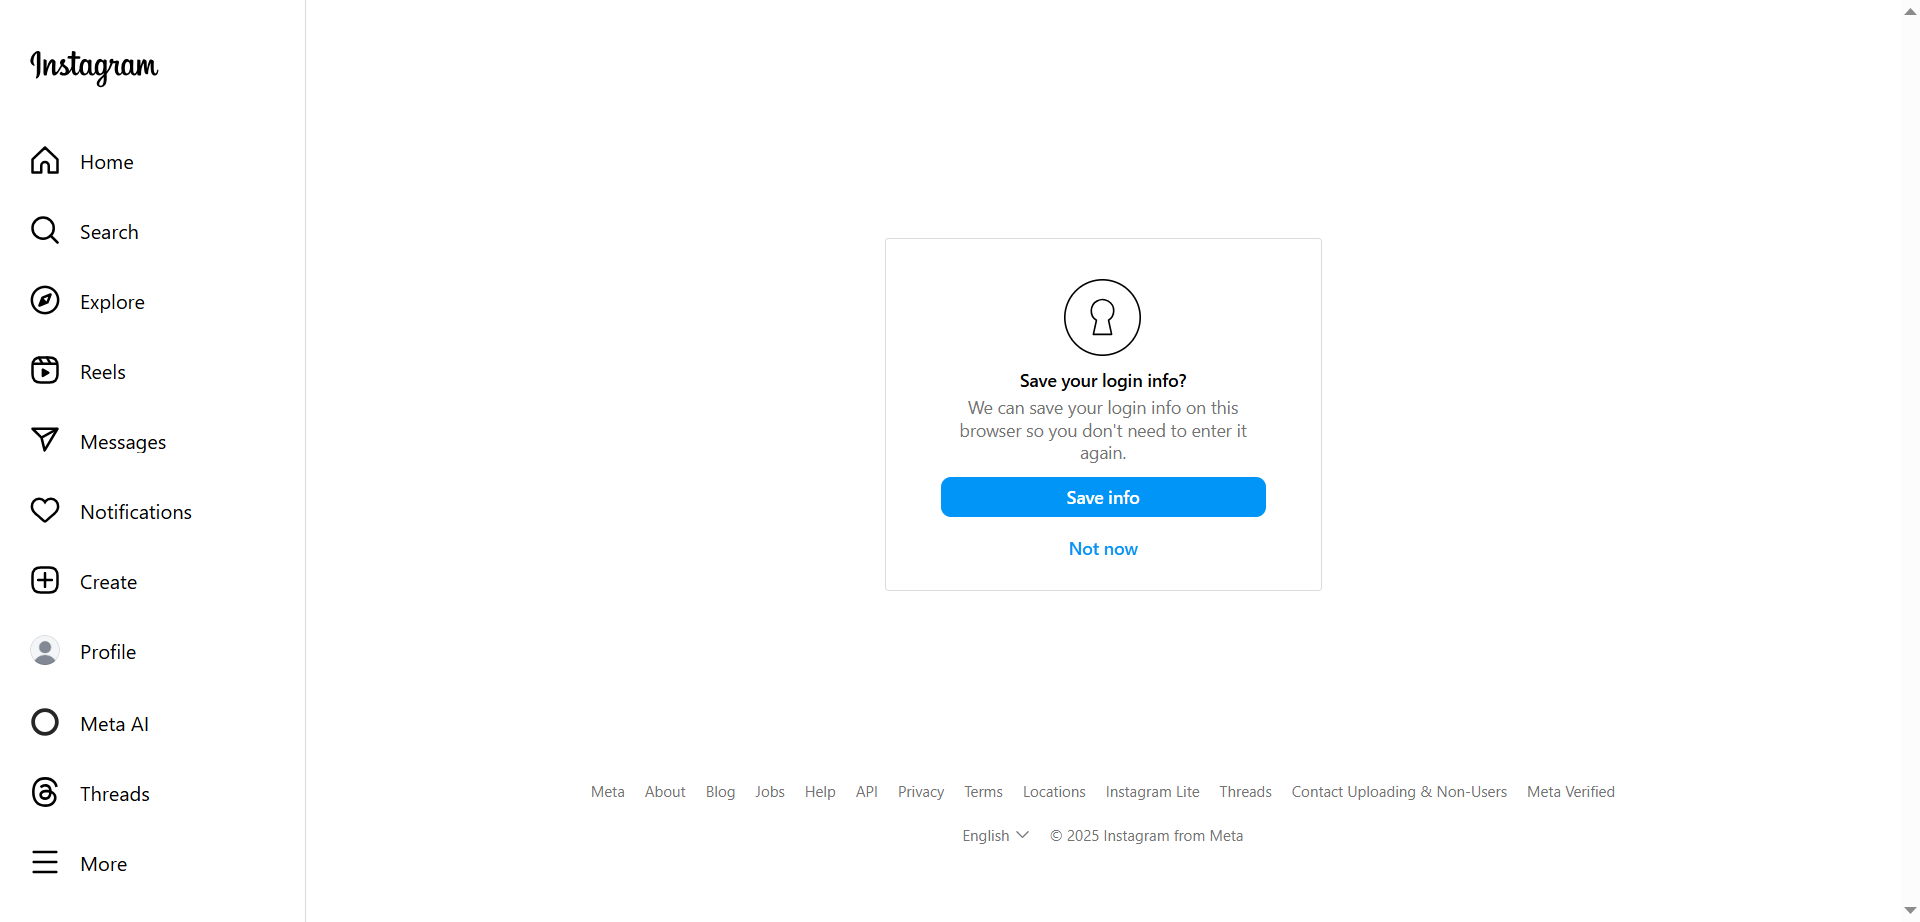 Instagram
Home
Search
Explore
Reels
Messages
Notifications
Create
Profile
Meta AI
Threads
More
Save your login info?
We can save your login info on this
browser so you don't need to enter it
again.
Save info
Not now
Meta About Blog Jobs Help API Privacy Terms Locations Instagram Lite Threads Contact Uploading & Non-Users Meta Verified
English © 2025 Instagram from Meta